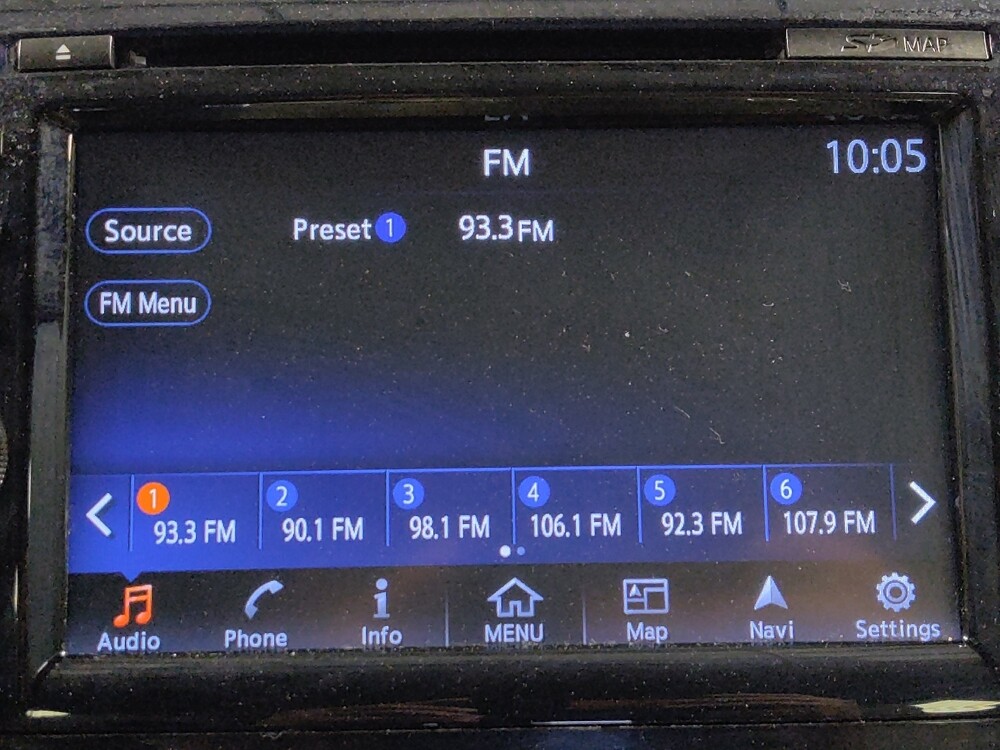 MAP
FM
10:05
Source
Preset 1
93.3 FM
FM Menu
1
93.3 FM
2
90.1 FM
3
98.1 FM
4
106.1 FM
5
92.3 FM
6
107.9 FM
Audio
Phone
Info
MENU
Map
Navi
Settings